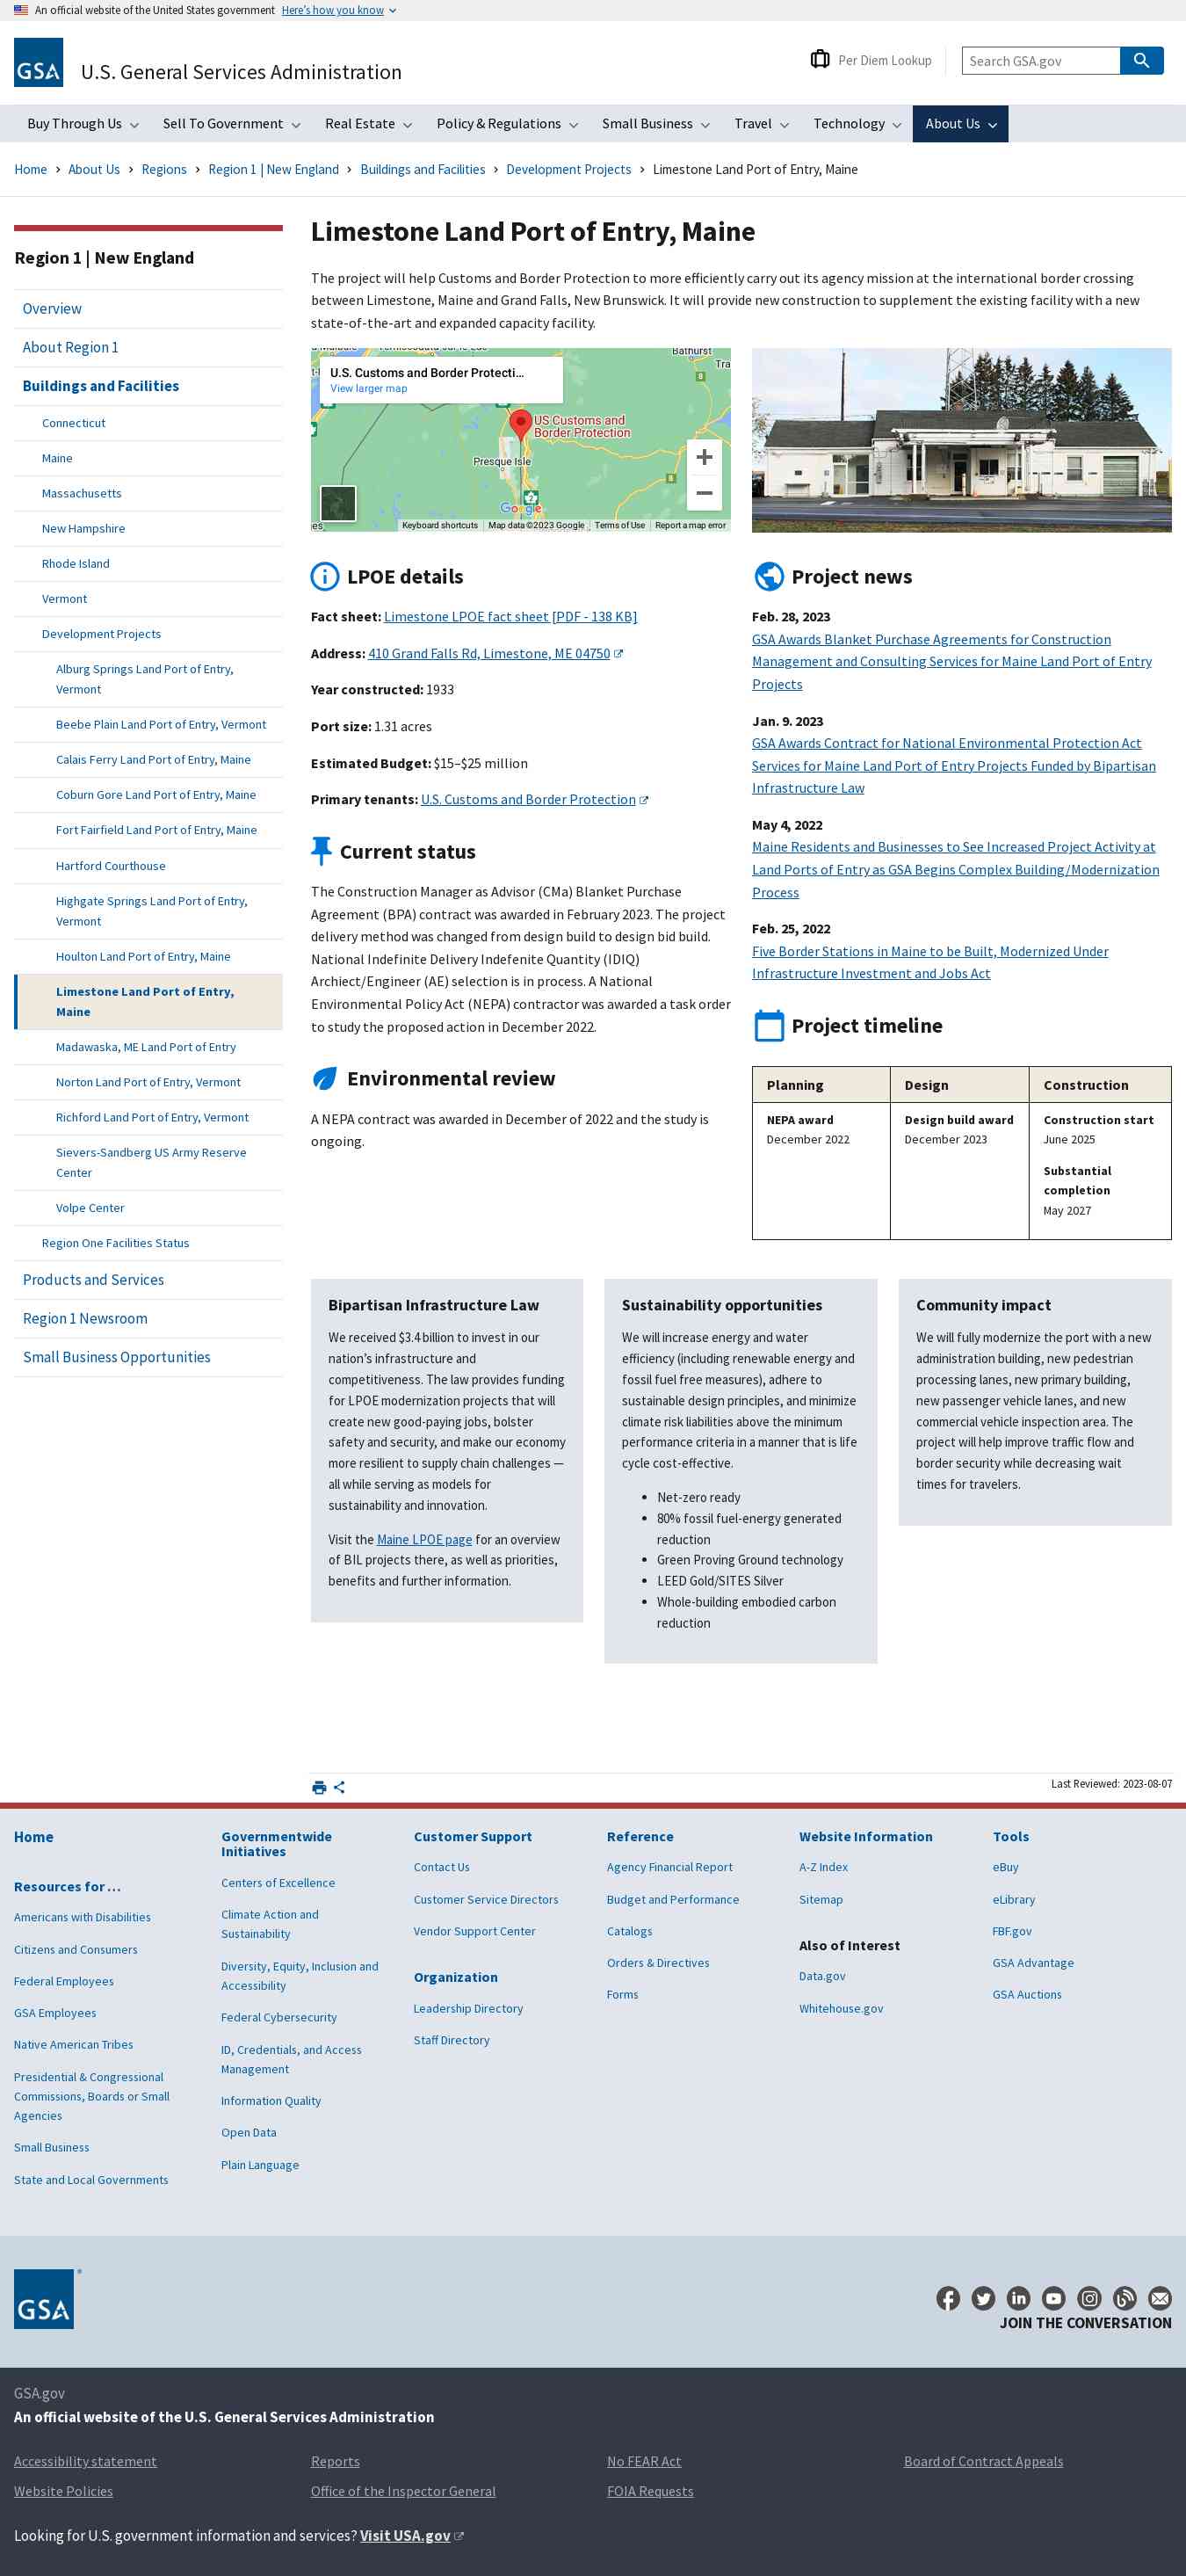 An official website of the United States government Here's how you know
GSA
U.S. General Services Administration
Per Diem Lookup
Search GSA.gov
Buy Through Us Sell To Government Real Estate Policy & Regulations Small Business Travel Technology About Us
Home > About Us > Regions > Region 1 | New England > Buildings and Facilities > Development Projects > Limestone Land Port of Entry, Maine
Region 1 | New England
Overview
About Region 1
Buildings and Facilities
Connecticut
Maine
Massachusetts
New Hampshire
Rhode Island
Vermont
Development Projects
Alburg Springs Land Port of Entry,
Vermont
Beebe Plain Land Port of Entry, Vermont
Calais Ferry Land Port of Entry, Maine
Coburn Gore Land Port of Entry, Maine
Fort Fairfield Land Port of Entry, Maine
Hartford Courthouse
Highgate Springs Land Port of Entry,
Vermont
Houlton Land Port of Entry, Maine
Limestone Land Port of Entry,
Maine
Madawaska, ME Land Port of Entry
Norton Land Port of Entry, Vermont
Richford Land Port of Entry, Vermont
Sievers-Sandberg US Army Reserve
Center
Volpe Center
Region One Facilities Status
Products and Services
Region 1 Newsroom
Small Business Opportunities
Limestone Land Port of Entry, Maine
The project will help Customs and Border Protection to more efficiently carry out its agency mission at the international border crossing
between Limestone, Maine and Grand Falls, New Brunswick. It will provide new construction to supplement the existing facility with a new
state-of-the-art and expanded capacity facility.
Bathurst
U.S. Customs and Border Protecti...
View larger map
8
US Customs and
Border Protection
Presque Isle
8
2
Google
Keyboard shortcuts Map data ©2023 Google Terms of Use Report a map error
LPOE details
Fact sheet: Limestone LPOE fact sheet [PDF - 138 KB]
Address: 410 Grand Falls Rd, Limestone, ME 04750
Year constructed: 1933
Port size: 1.31 acres
Estimated Budget: $15–$25 million
Primary tenants: U.S. Customs and Border Protection
Current status
The Construction Manager as Advisor (CMa) Blanket Purchase
Agreement (BPA) contract was awarded in February 2023. The project
delivery method was changed from design build to design bid build.
National Indefinite Delivery Indefenite Quantity (IDIQ)
Archiect/Engineer (AE) selection is in process. A National
Environmental Policy Act (NEPA) contractor was awarded a task order
to study the proposed action in December 2022.
Environmental review
A NEPA contract was awarded in December of 2022 and the study is
ongoing.
Project news
Feb. 28, 2023
GSA Awards Blanket Purchase Agreements for Construction
Management and Consulting Services for Maine Land Port of Entry
Projects
Jan. 9. 2023
GSA Awards Contract for National Environmental Protection Act
Services for Maine Land Port of Entry Projects Funded by Bipartisan
Infrastructure Law
May 4, 2022
Maine Residents and Businesses to See Increased Project Activity at
Land Ports of Entry as GSA Begins Complex Building/Modernization
Process
Feb. 25, 2022
Five Border Stations in Maine to be Built, Modernized Under
Infrastructure Investment and Jobs Act
Project timeline
Planning Design Construction
NEPA award Design build award Construction start
December 2022 December 2023 June 2025
Substantial
completion
May 2027
Bipartisan Infrastructure Law
We received $3.4 billion to invest in our
nation's infrastructure and
competitiveness. The law provides funding
for LPOE modernization projects that will
create new good-paying jobs, bolster
safety and security, and make our economy
more resilient to supply chain challenges —
all while serving as models for
sustainability and innovation.
Visit the Maine LPOE page for an overview
of BIL projects there, as well as priorities,
benefits and further information.
Sustainability opportunities
We will increase energy and water
efficiency (including renewable energy and
fossil fuel free measures), adhere to
sustainable design principles, and minimize
climate risk liabilities above the minimum
performance criteria in a manner that is life
cycle cost-effective.
• Net-zero ready
• 80% fossil fuel-energy generated
reduction
• Green Proving Ground technology
• LEED Gold/SITES Silver
• Whole-building embodied carbon
reduction
Community impact
We will fully modernize the port with a new
administration building, new pedestrian
processing lanes, new primary building,
new passenger vehicle lanes, and new
commercial vehicle inspection area. The
project will help improve traffic flow and
border security while decreasing wait
times for travelers.
Last Reviewed: 2023-08-07
Home
Resources for …
Americans with Disabilities
Citizens and Consumers
Federal Employees
GSA Employees
Native American Tribes
Presidential & Congressional
Commissions, Boards or Small
Agencies
Small Business
State and Local Governments
Governmentwide
Initiatives
Centers of Excellence
Climate Action and
Sustainability
Diversity, Equity, Inclusion and
Accessibility
Federal Cybersecurity
ID, Credentials, and Access
Management
Information Quality
Open Data
Plain Language
Customer Support
Contact Us
Customer Service Directors
Vendor Support Center
Organization
Leadership Directory
Staff Directory
Reference
Agency Financial Report
Budget and Performance
Catalogs
Orders & Directives
Forms
Website Information
A-Z Index
Sitemap
Also of Interest
Data.gov
Whitehouse.gov
Tools
eBuy
eLibrary
FBF.gov
GSA Advantage
GSA Auctions
GSA
®
JOIN THE CONVERSATION
GSA.gov
An official website of the U.S. General Services Administration
Accessibility statement Reports No FEAR Act Board of Contract Appeals
Website Policies Office of the Inspector General FOIA Requests
Looking for U.S. government information and services? Visit USA.gov